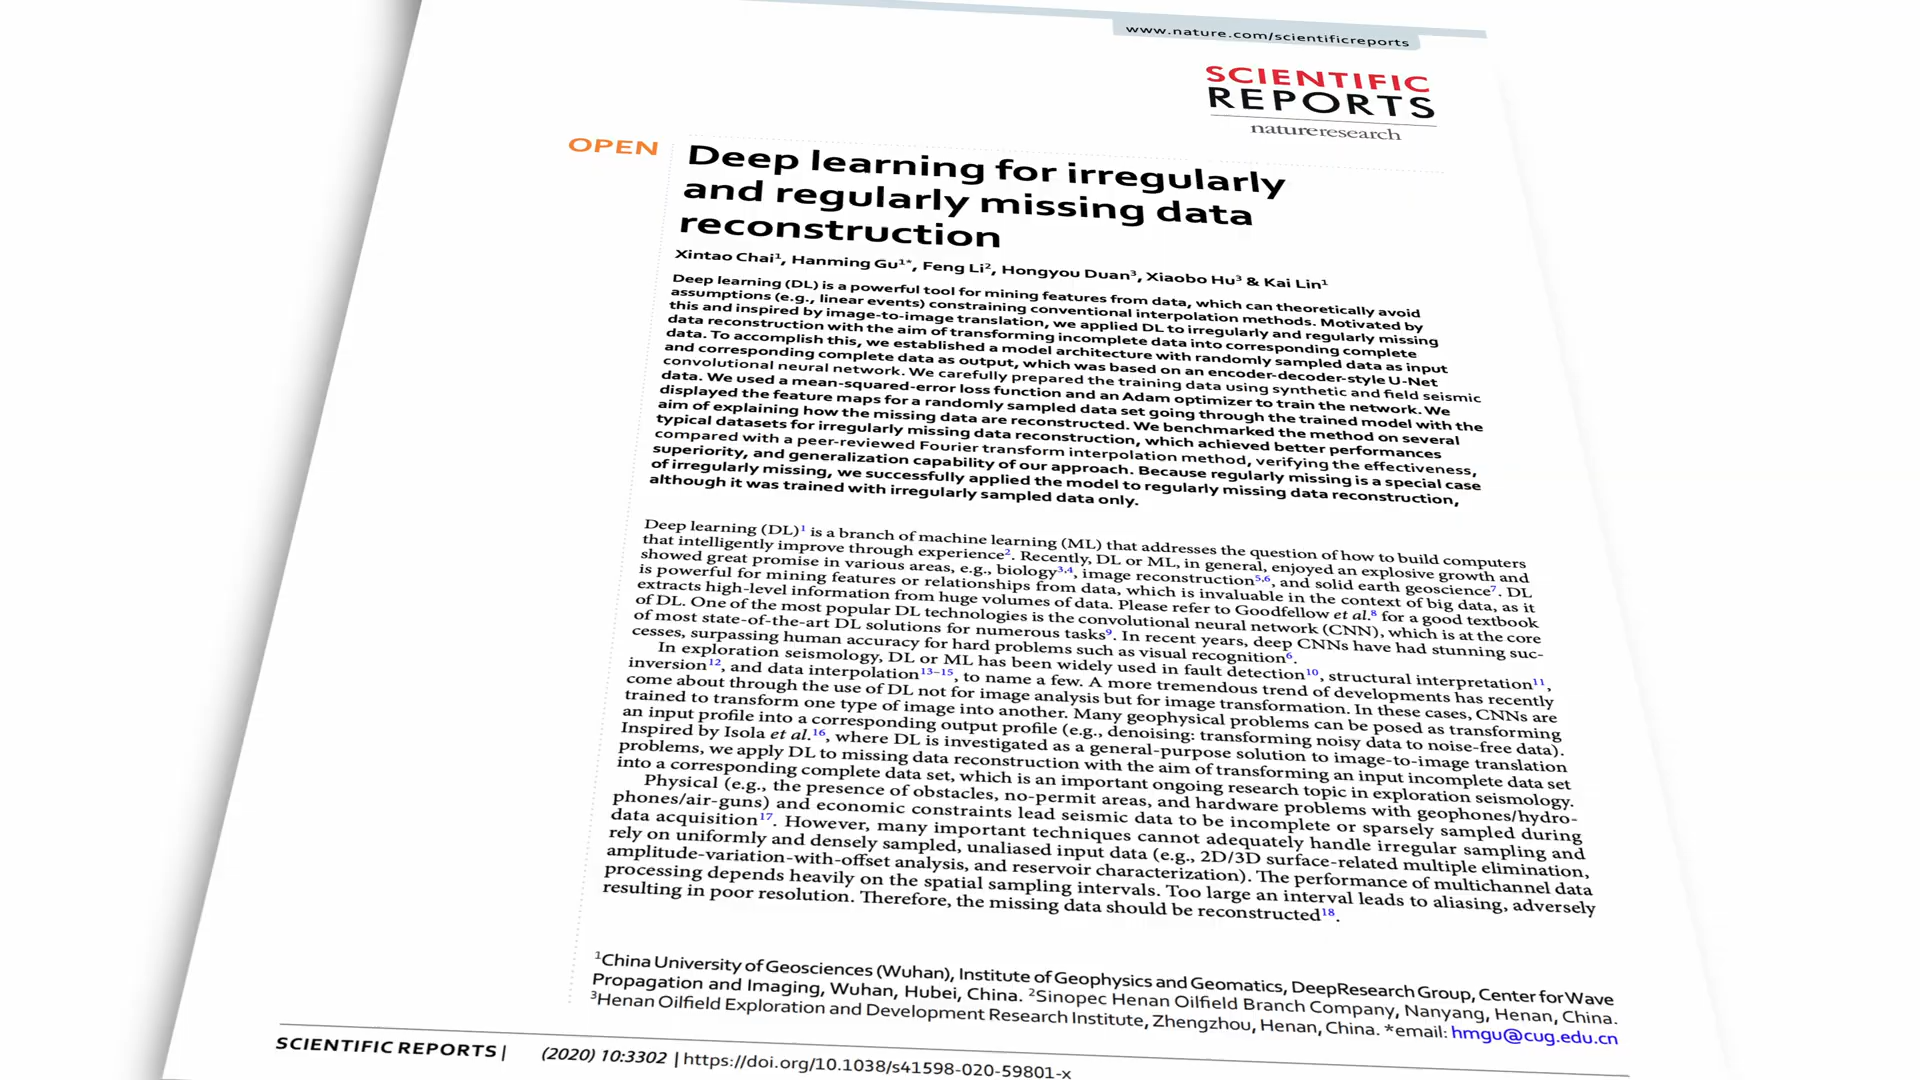 www.nature.com/scientificreports
SCIENTIFIC
REPORTS
natureresearch
OPEN
Deep learning for irregularly
and regularly missing data
reconstruction
Xintao Chai¹, Hanming Gu¹*, Feng Li², Hongyou Duan³, Xiaobo Hu³ & Kai Lin¹
Deep learning (DL) is a powerful tool for mining features from data, which can theoretically avoid
assumptions (e.g., linear events) constraining conventional interpolation methods. Motivated by
this and inspired by image-to-image translation, we applied DL to irregularly and regularly missing
data reconstruction with the aim of transforming incomplete data into corresponding complete
data. To accomplish this, we established a model architecture with randomly sampled data as input
and corresponding complete data as output, which was based on an encoder-decoder-style U-Net
convolutional neural network. We carefully prepared the training data using synthetic and field seismic
data. We used a mean-squared-error loss function and an Adam optimizer to train the network. We
displayed the feature maps for a randomly sampled data set going through the trained model with the
aim of explaining how the missing data are reconstructed. We benchmarked the method on several
typical datasets for irregularly missing data reconstruction, which achieved better performances
compared with a peer-reviewed Fourier transform interpolation method, verifying the effectiveness,
superiority, and generalization capability of our approach. Because regularly missing is a special case
of irregularly missing, we successfully applied the model to regularly missing data reconstruction,
although it was trained with irregularly sampled data only.
Deep learning (DL)¹ is a branch of machine learning (ML) that addresses the question of how to build computers
that intelligently improve through experience². Recently, DL or ML, in general, enjoyed an explosive growth and
showed great promise in various areas, e.g., biology³,⁴, image reconstruction⁵,⁶, and solid earth geoscience⁷. DL
is powerful for mining features or relationships from data, which is invaluable in the context of big data, as it
extracts high-level information from huge volumes of data. Please refer to Goodfellow et al.⁸ for a good textbook
of DL. One of the most popular DL technologies is the convolutional neural network (CNN), which is at the core
of most state-of-the-art DL solutions for numerous tasks⁹. In recent years, deep CNNs have had stunning suc-
cesses, surpassing human accuracy for hard problems such as visual recognition⁶.
In exploration seismology, DL or ML has been widely used in fault detection¹⁰, structural interpretation¹¹,
inversion¹², and data interpolation¹³⁻¹⁵, to name a few. A more tremendous trend of developments has recently
come about through the use of DL not for image analysis but for image transformation. In these cases, CNNs are
trained to transform one type of image into another. Many geophysical problems can be posed as transforming
an input profile into a corresponding output profile (e.g., denoising: transforming noisy data to noise-free data).
Inspired by Isola et al.¹⁶, where DL is investigated as a general-purpose solution to image-to-image translation
problems, we apply DL to missing data reconstruction with the aim of transforming an input incomplete data set
into a corresponding complete data set, which is an important ongoing research topic in exploration seismology.
Physical (e.g., the presence of obstacles, no-permit areas, and hardware problems with geophones/hydro-
phones/air-guns) and economic constraints lead seismic data to be incomplete or sparsely sampled during
data acquisition¹⁷. However, many important techniques cannot adequately handle irregular sampling and
rely on uniformly and densely sampled, unaliased input data (e.g., 2D/3D surface-related multiple elimination,
amplitude-variation-with-offset analysis, and reservoir characterization). The performance of multichannel data
processing depends heavily on the spatial sampling intervals. Too large an interval leads to aliasing, adversely
resulting in poor resolution. Therefore, the missing data should be reconstructed¹⁸.
¹China University of Geosciences (Wuhan), Institute of Geophysics and Geomatics, DeepResearch Group, Center for Wave
Propagation and Imaging, Wuhan, Hubei, China. ²Sinopec Henan Oilfield Branch Company, Nanyang, Henan, China.
³Henan Oilfield Exploration and Development Research Institute, Zhengzhou, Henan, China. *email: hmgu@cug.edu.cn
SCIENTIFIC REPORTS | (2020) 10:3302 | https://doi.org/10.1038/s41598-020-59801-x